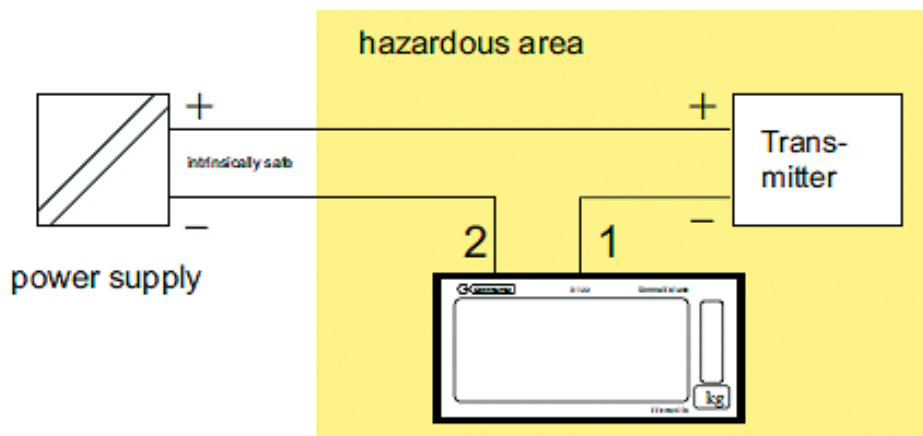 hazardous area
+
+
Trans-
mitter
intrinsically safe
−
−
2
1
power supply
kg